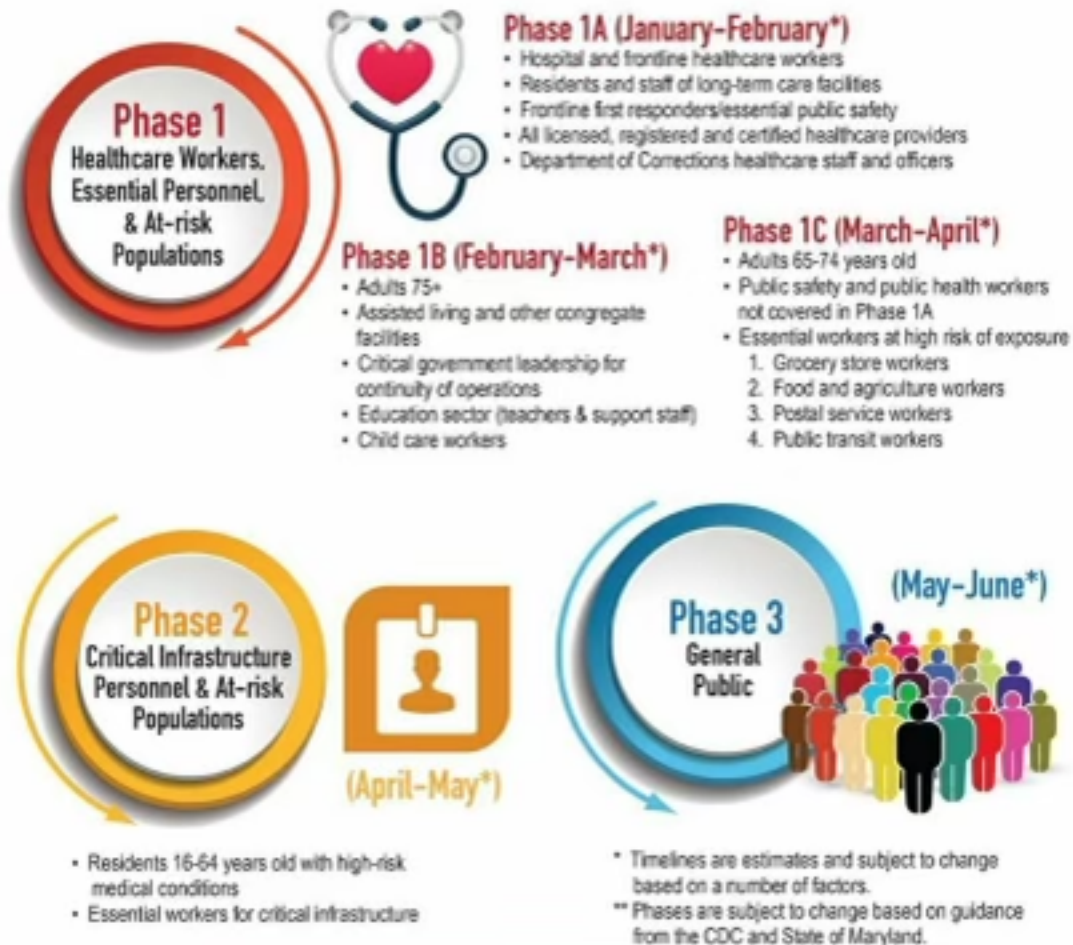 Phase 1
Healthcare Workers,
Essential Personnel,
& At-risk
Populations
Phase 1A (January-February*)
• Hospital and frontline healthcare workers
• Residents and staff of long-term care facilities
• Frontline first responders/essential public safety
• All licensed, registered and certified healthcare providers
• Department of Corrections healthcare staff and officers
Phase 1B (February-March*)
• Adults 75+
• Assisted living and other congregate
facilities
• Critical government leadership for
continuity of operations
• Education sector (teachers & support staff)
• Child care workers
Phase 1C (March-April*)
• Adults 65-74 years old
• Public safety and public health workers
not covered in Phase 1A
• Essential workers at high risk of exposure
1. Grocery store workers
2. Food and agriculture workers
3. Postal service workers
4. Public transit workers
Phase 2
Critical Infrastructure
Personnel & At-risk
Populations
(April-May*)
• Residents 16-64 years old with high-risk
medical conditions
• Essential workers for critical infrastructure
Phase 3
General
Public
(May-June*)
* Timelines are estimates and subject to change
based on a number of factors.
** Phases are subject to change based on guidance
from the CDC and State of Maryland.